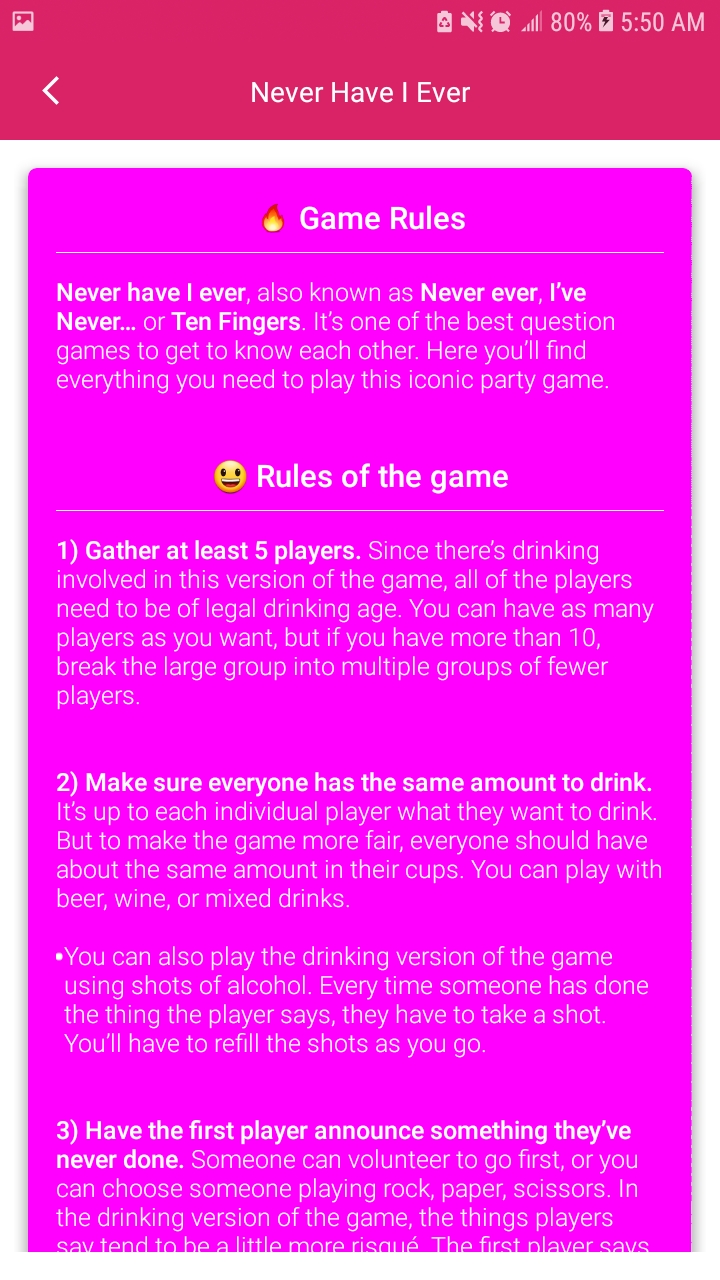 80% 5:50 AM
Never Have I Ever
🔥 Game Rules
Never have I ever, also known as Never ever, I’ve
Never... or Ten Fingers. It’s one of the best question
games to get to know each other. Here you’ll find
everything you need to play this iconic party game.
😃 Rules of the game
1) Gather at least 5 players. Since there’s drinking
involved in this version of the game, all of the players
need to be of legal drinking age. You can have as many
players as you want, but if you have more than 10,
break the large group into multiple groups of fewer
players.
2) Make sure everyone has the same amount to drink.
It’s up to each individual player what they want to drink.
But to make the game more fair, everyone should have
about the same amount in their cups. You can play with
beer, wine, or mixed drinks.
•You can also play the drinking version of the game
using shots of alcohol. Every time someone has done
the thing the player says, they have to take a shot.
You’ll have to refill the shots as you go.
3) Have the first player announce something they’ve
never done. Someone can volunteer to go first, or you
can choose someone playing rock, paper, scissors. In
the drinking version of the game, the things players
say tend to be a little more risqué. The first player says